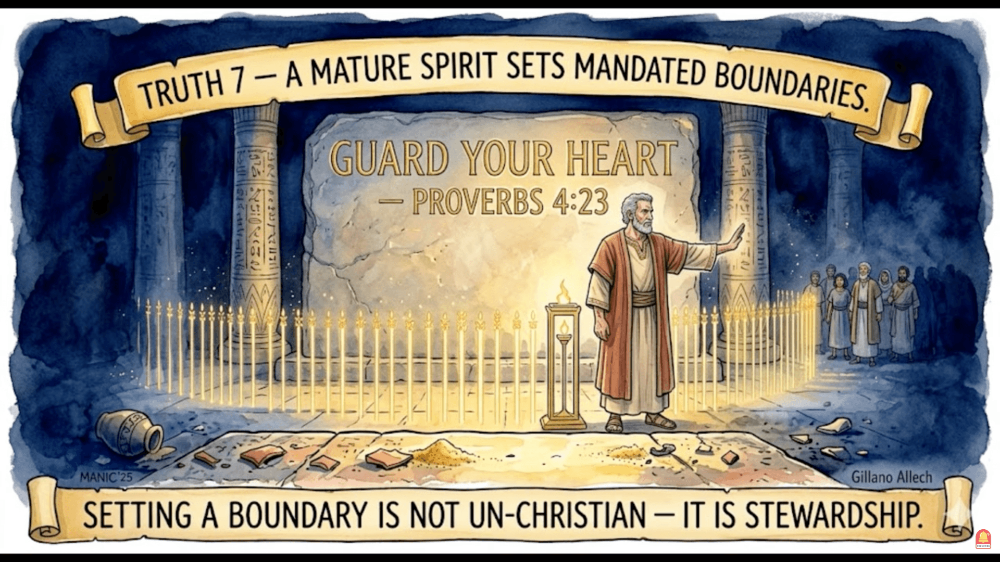 TRUTH 7 — A MATURE SPIRIT SETS MANDATED BOUNDARIES.
GUARD YOUR HEART
— PROVERBS 4:23
MANIC'25
Gillano Allech
SETTING A BOUNDARY IS NOT UN-CHRISTIAN — IT IS STEWARDSHIP.
SUBSCRIBE